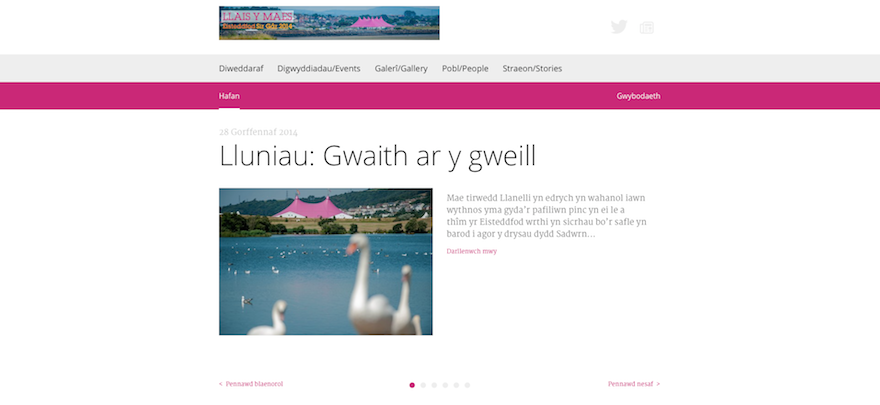 LLAIS Y MAES
Eisteddfod Sir Gâr 2014
Diweddaraf Digwyddiadau/Events Galerî/Gallery Pobl/People Straeon/Stories
Hafan Gwybodaeth
28 Gorffennaf 2014
Lluniau: Gwaith ar y gweill
Mae tirwedd Llanelli yn edrych yn wahanol iawn
wythnos yma gyda'r pafiliwn pinc yn ei le a
thîm yr Eisteddfod wrthi yn sicrhau bo'r safle yn
barod i agor y drysau dydd Sadwrn...
Darllenwch mwy
< Pennawd blaenorol Pennawd nesaf >